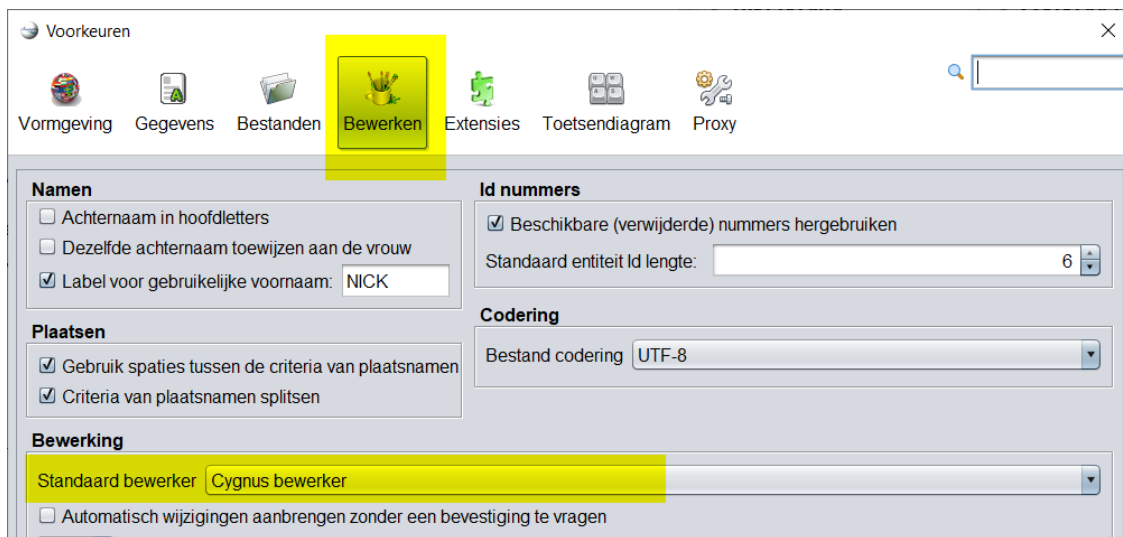 Voorkeuren
Vormgeving Gegevens Bestanden Bewerken Extensies Toetsendiagram Proxy
Namen
Achternaam in hoofdletters
Dezelfde achternaam toewijzen aan de vrouw
Label voor gebruikelijke voornaam: NICK
Id nummers
Beschikbare (verwijderde) nummers hergebruiken
Standaard entiteit Id lengte: 6
Plaatsen
Gebruik spaties tussen de criteria van plaatsnamen
Criteria van plaatsnamen splitsen
Codering
Bestand codering UTF-8
Bewerking
Standaard bewerker Cygnus bewerker
Automatisch wijzigingen aanbrengen zonder een bevestiging te vragen